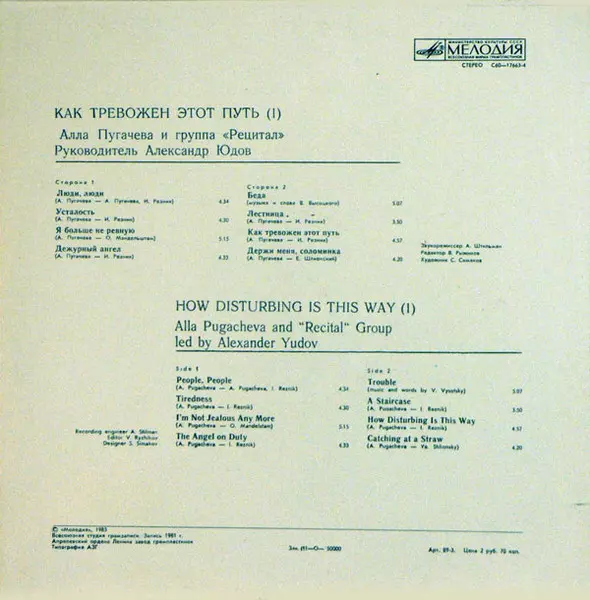 МИНИСТЕРСТВО КУЛЬТУРЫ СССР
МЕЛОДИЯ
ВСЕСОЮЗНАЯ ФИРМА ГРАМПЛАСТИНОК
СТЕРЕО С60—17663-4
КАК ТРЕВОЖЕН ЭТОТ ПУТЬ (I)
Алла Пугачева и группа «Рецитал»
Руководитель Александр Юдов
Сторона 1
Люди, люди
(А. Пугачева — А. Пугачева, И. Резник) 4.34
Усталость
(А. Пугачева — И. Резник) 4.30
Я больше не ревную
(А. Пугачева — О. Мандельштам) 5.15
Дежурный ангел
(А. Пугачева — И. Резник) 4.33
Сторона 2
Беда
(музыка и слова В. Высоцкого) 5.07
Лестница
(А. Пугачева — И. Резник) 3.50
Как тревожен этот путь
(А. Пугачева — И. Резник) 4.57
Держи меня, соломинка
(А. Пугачева — Е. Шлионский) 4.20
Звукорежиссер А. Штильман
Редактор В. Рыжиков
Художник С. Симаков
HOW DISTURBING IS THIS WAY (I)
Alla Pugacheva and "Recital" Group
led by Alexander Yudov
Side 1
People, People
(A. Pugacheva — A. Pugacheva, I. Reznik) 4.34
Tiredness
(A. Pugacheva — I. Reznik) 4.30
I'm Not Jealous Any More
(A. Pugacheva — O. Mandelstam) 5.15
The Angel on Duty
(A. Pugacheva — I. Reznik) 4.33
Side 2
Trouble
(music and words by V. Vysotsky) 5.07
A Staircase
(A. Pugacheva — I. Reznik) 3.50
How Disturbing Is This Way
(A. Pugacheva — I. Reznik) 4.57
Catching at a Straw
(A. Pugacheva — Ye. Shlionsky) 4.20
Recording engineer A. Shtilman
Editor V. Ryzhikov
Designer S. Simakov
© «Мелодия», 1983
Всесоюзная студия грамзаписи. Запись 1981 г.
Апрелевский ордена Ленина завод грампластинок
Типография АЗГ
50000
Арт. 89-3. Цена 2 руб. 70 коп.